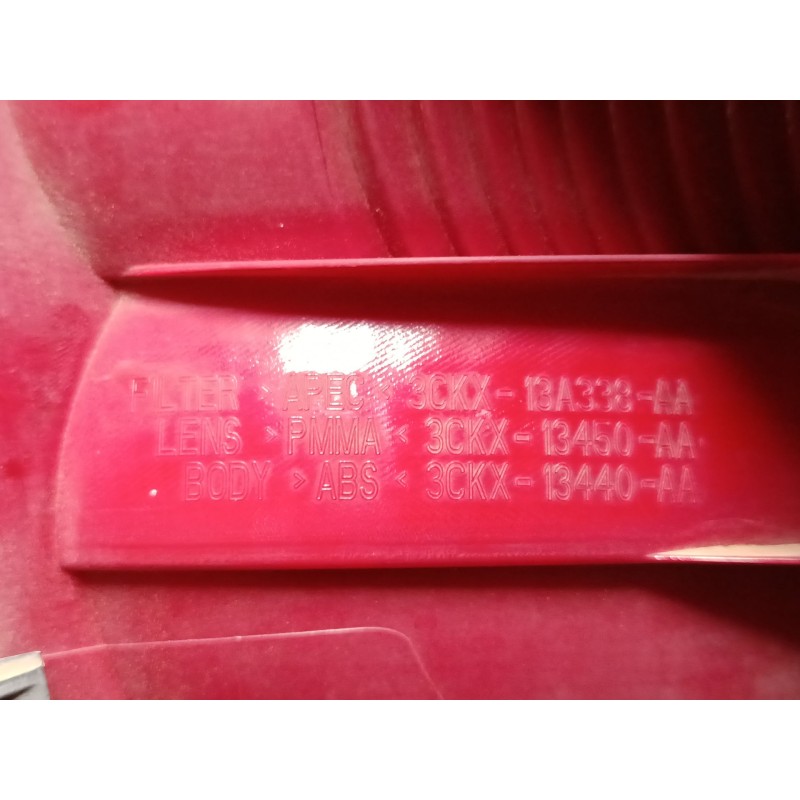 FILTER >APEC< 3CKX-13A338-AA
LENS >PMMA< 3CKX-13450-AA
BODY >ABS< 3CKX-13440-AA